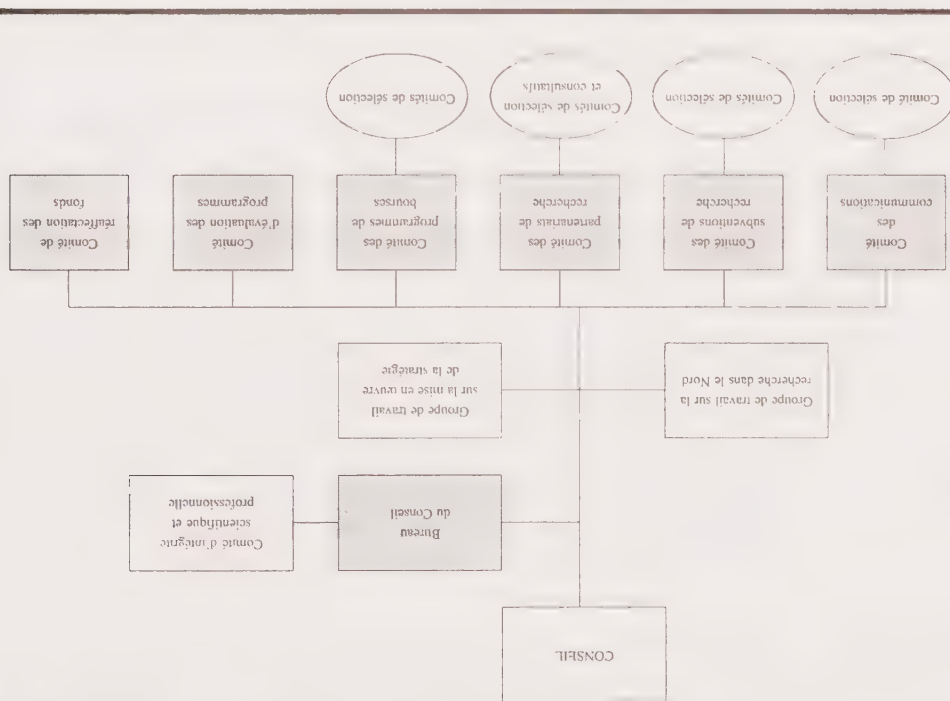 CONSEIL
Bureau
du Conseil
Comité d'intégrité
scientifique et
professionnelle
Groupe de travail sur la
recherche dans le Nord
Groupe de travail
sur la mise en œuvre
de la stratégie
Comité
des
communications
Comité des
subventions de
recherche
Comité des
partenariats de
recherche
Comité des
programmes de
bourses
Comité
d'évaluation des
programmes
Comité de
réaffectation des
fonds
Comité de sélection
Comités de sélection
Comités de sélection
et consultatifs
Comités de sélection